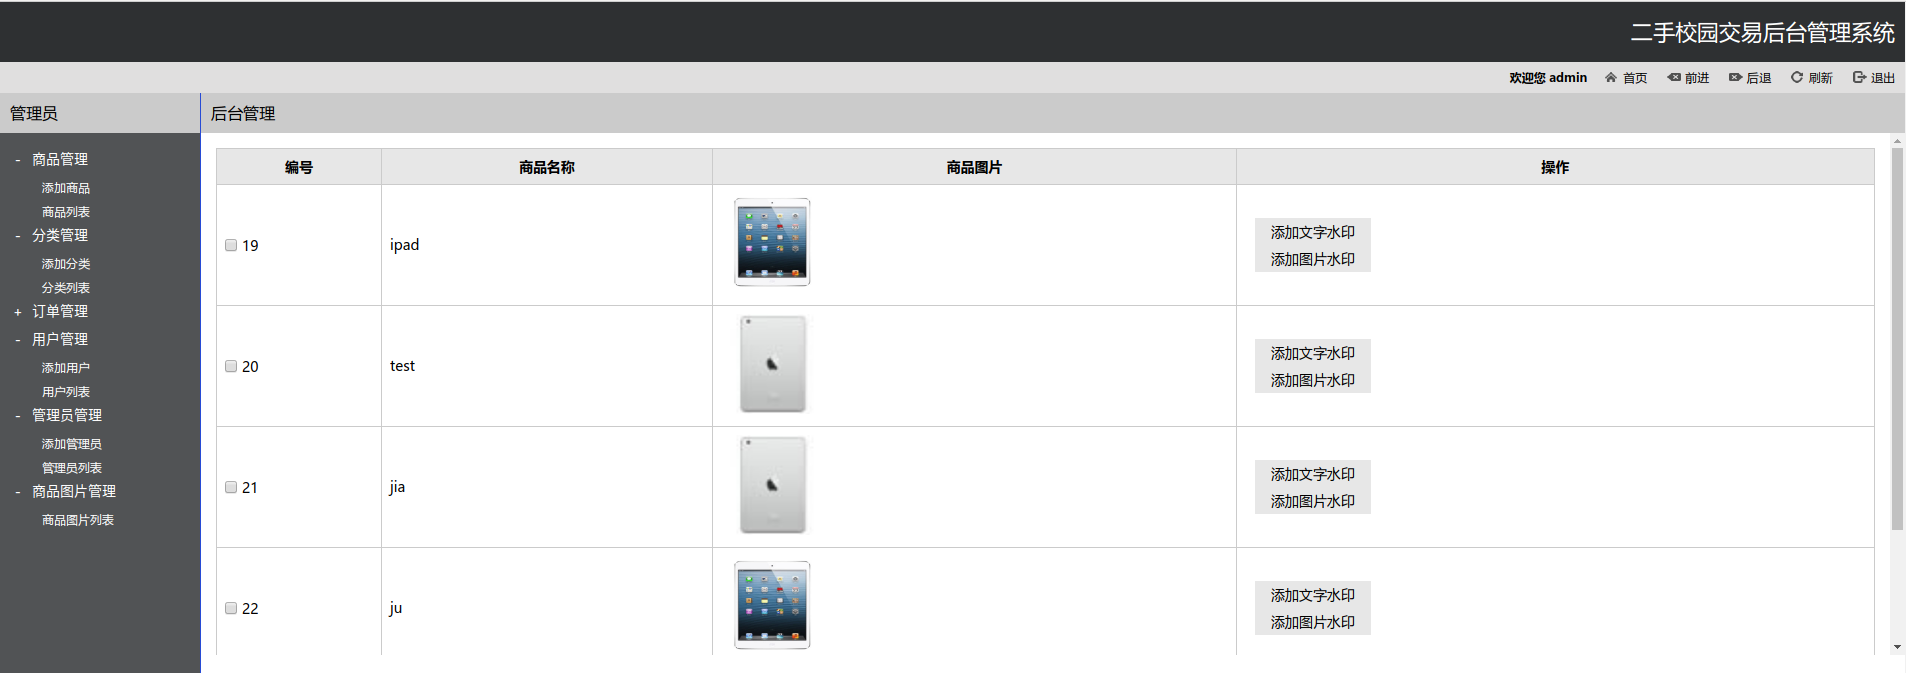 二手校园交易后台管理系统
欢迎您 admin 首页 前进 后退 刷新 退出
管理员
后台管理
- 商品管理
添加商品
商品列表
- 分类管理
添加分类
分类列表
+ 订单管理
- 用户管理
添加用户
用户列表
- 管理员管理
添加管理员
管理员列表
- 商品图片管理
商品图片列表
编号 商品名称 商品图片 操作
19 ipad
添加文字水印
添加图片水印
20 test
添加文字水印
添加图片水印
21 jia
添加文字水印
添加图片水印
22 ju
添加文字水印
添加图片水印